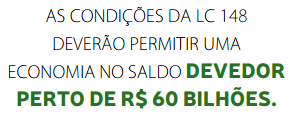 AS CONDIÇÕES DA LC 148
DEVERÃO PERMITIR UMA
ECONOMIA NO SALDO DEVEDOR
PERTO DE R$ 60 BILHÕES.